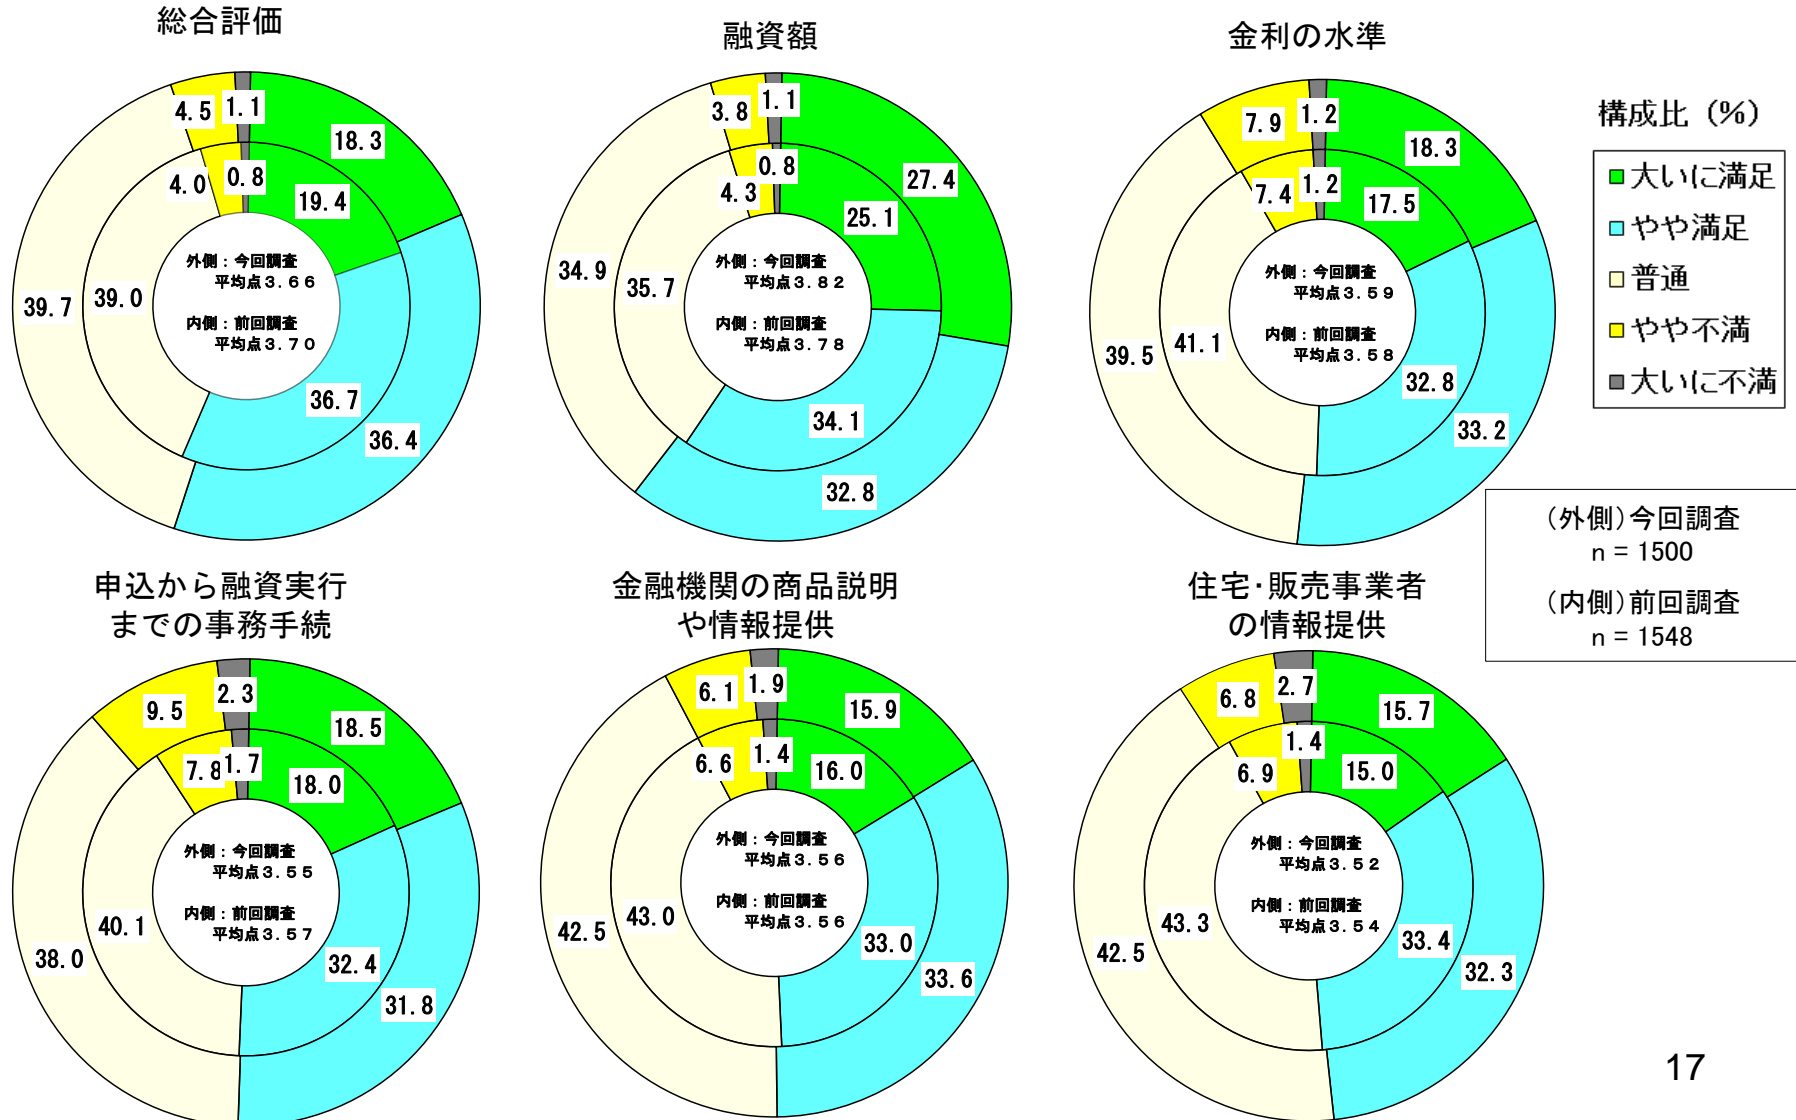 総合評価
4.5
1.1
18.3
4.0
0.8
19.4
39.7
39.0
外側：今回調査
平均点３．６６
内側：前回調査
平均点３．７０
36.7
36.4
融資額
3.8
1.1
27.4
4.3
0.8
25.1
34.9
35.7
外側：今回調査
平均点３．８２
内側：前回調査
平均点３．７８
34.1
32.8
金利の水準
7.9
1.2
18.3
7.4
1.2
17.5
39.5
41.1
外側：今回調査
平均点３．５９
内側：前回調査
平均点３．５８
32.8
33.2
構成比（%）
大いに満足
やや満足
普通
やや不満
大いに不満
（外側）今回調査
n = 1500
（内側）前回調査
n = 1548
申込から融資実行
までの事務手続
9.5
2.3
18.5
7.8
1.7
18.0
38.0
40.1
外側：今回調査
平均点３．５５
内側：前回調査
平均点３．５７
32.4
31.8
金融機関の商品説明
や情報提供
6.1
1.9
15.9
6.6
1.4
16.0
42.5
43.0
外側：今回調査
平均点３．５６
内側：前回調査
平均点３．５６
33.0
33.6
住宅･販売事業者
の情報提供
6.8
2.7
15.7
6.9
1.4
15.0
42.5
43.3
外側：今回調査
平均点３．５２
内側：前回調査
平均点３．５４
33.4
32.3
17